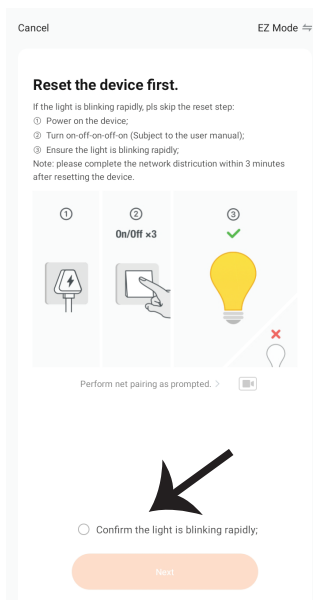 Cancel
EZ Mode
Reset the device first.
If the light is blinking rapidly, pls skip the reset step:
① Power on the device;
② Turn on-off-on-off-on (Subject to the user manual);
③ Ensure the light is blinking rapidly;
Note: please complete the network districution within 3 minutes
after resetting the device.
① ② ③
On/Off ×3
Perform net pairing as prompted. >
Confirm the light is blinking rapidly;
Next